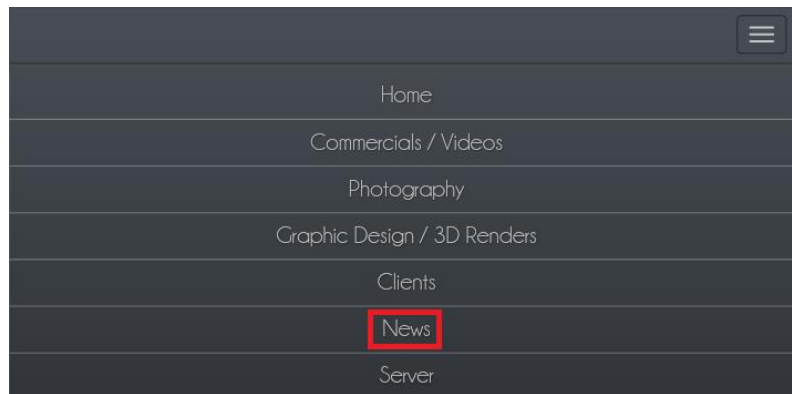 Home
Commercials / Videos
Photography
Graphic Design / 3D Renders
Clients
News
Server